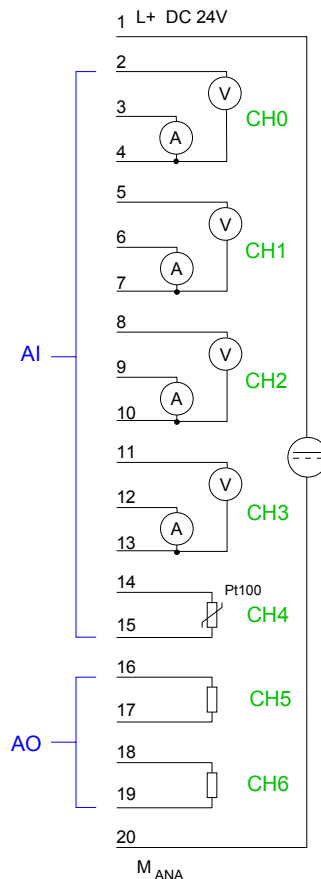 1 L+ DC 24V
2
V
CH0
3
A
4
5
V
CH1
6
A
7
8
V
AI
CH2
9
A
10
11
V
12
CH3
A
13
14
Pt100
CH4
15
16
CH5
17
AO
18
CH6
19
20
M ANA